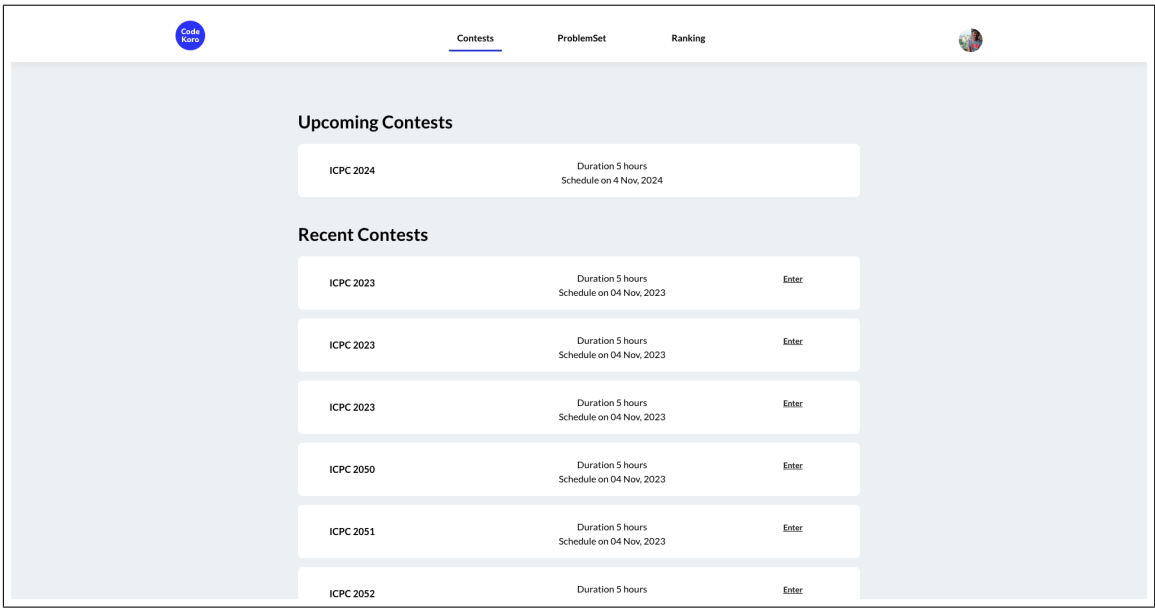 Code
Koro
Contests ProblemSet Ranking
Upcoming Contests
ICPC 2024
Duration 5 hours
Schedule on 4 Nov, 2024
Recent Contests
ICPC 2023
Duration 5 hours
Schedule on 04 Nov, 2023
Enter
ICPC 2023
Duration 5 hours
Schedule on 04 Nov, 2023
Enter
ICPC 2023
Duration 5 hours
Schedule on 04 Nov, 2023
Enter
ICPC 2050
Duration 5 hours
Schedule on 04 Nov, 2023
Enter
ICPC 2051
Duration 5 hours
Schedule on 04 Nov, 2023
Enter
ICPC 2052
Duration 5 hours
Enter